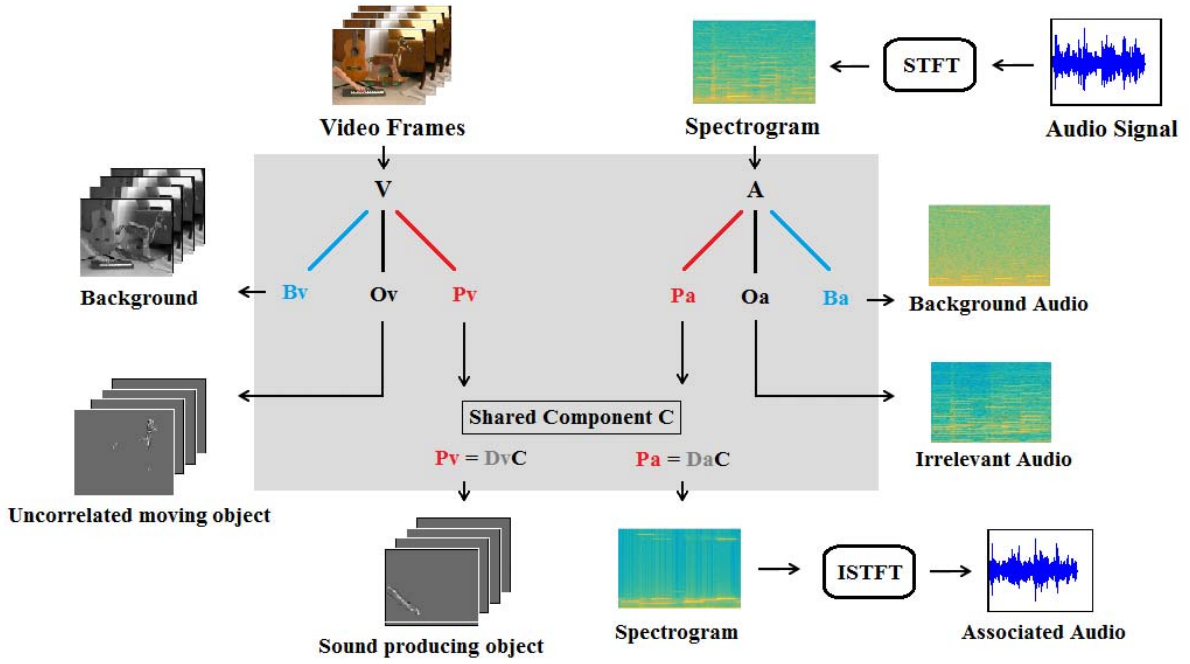 STFT
Video Frames
Spectrogram
Audio Signal
V
A
Background
Bv
Ov
Pv
Pa
Oa
Ba
Background Audio
Shared Component C
Pv = DvC
Pa = DaC
Irrelevant Audio
Uncorrelated moving object
ISTFT
Sound producing object
Spectrogram
Associated Audio